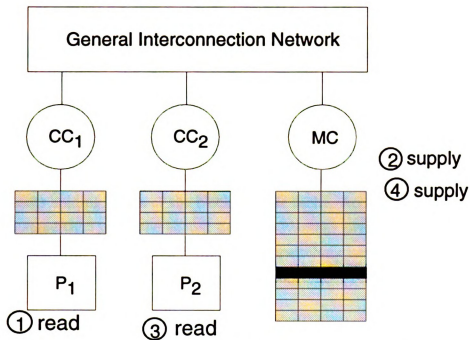 General Interconnection Network
CC₁ CC₂ MC
② supply
④ supply
P₁ P₂
① read ③ read